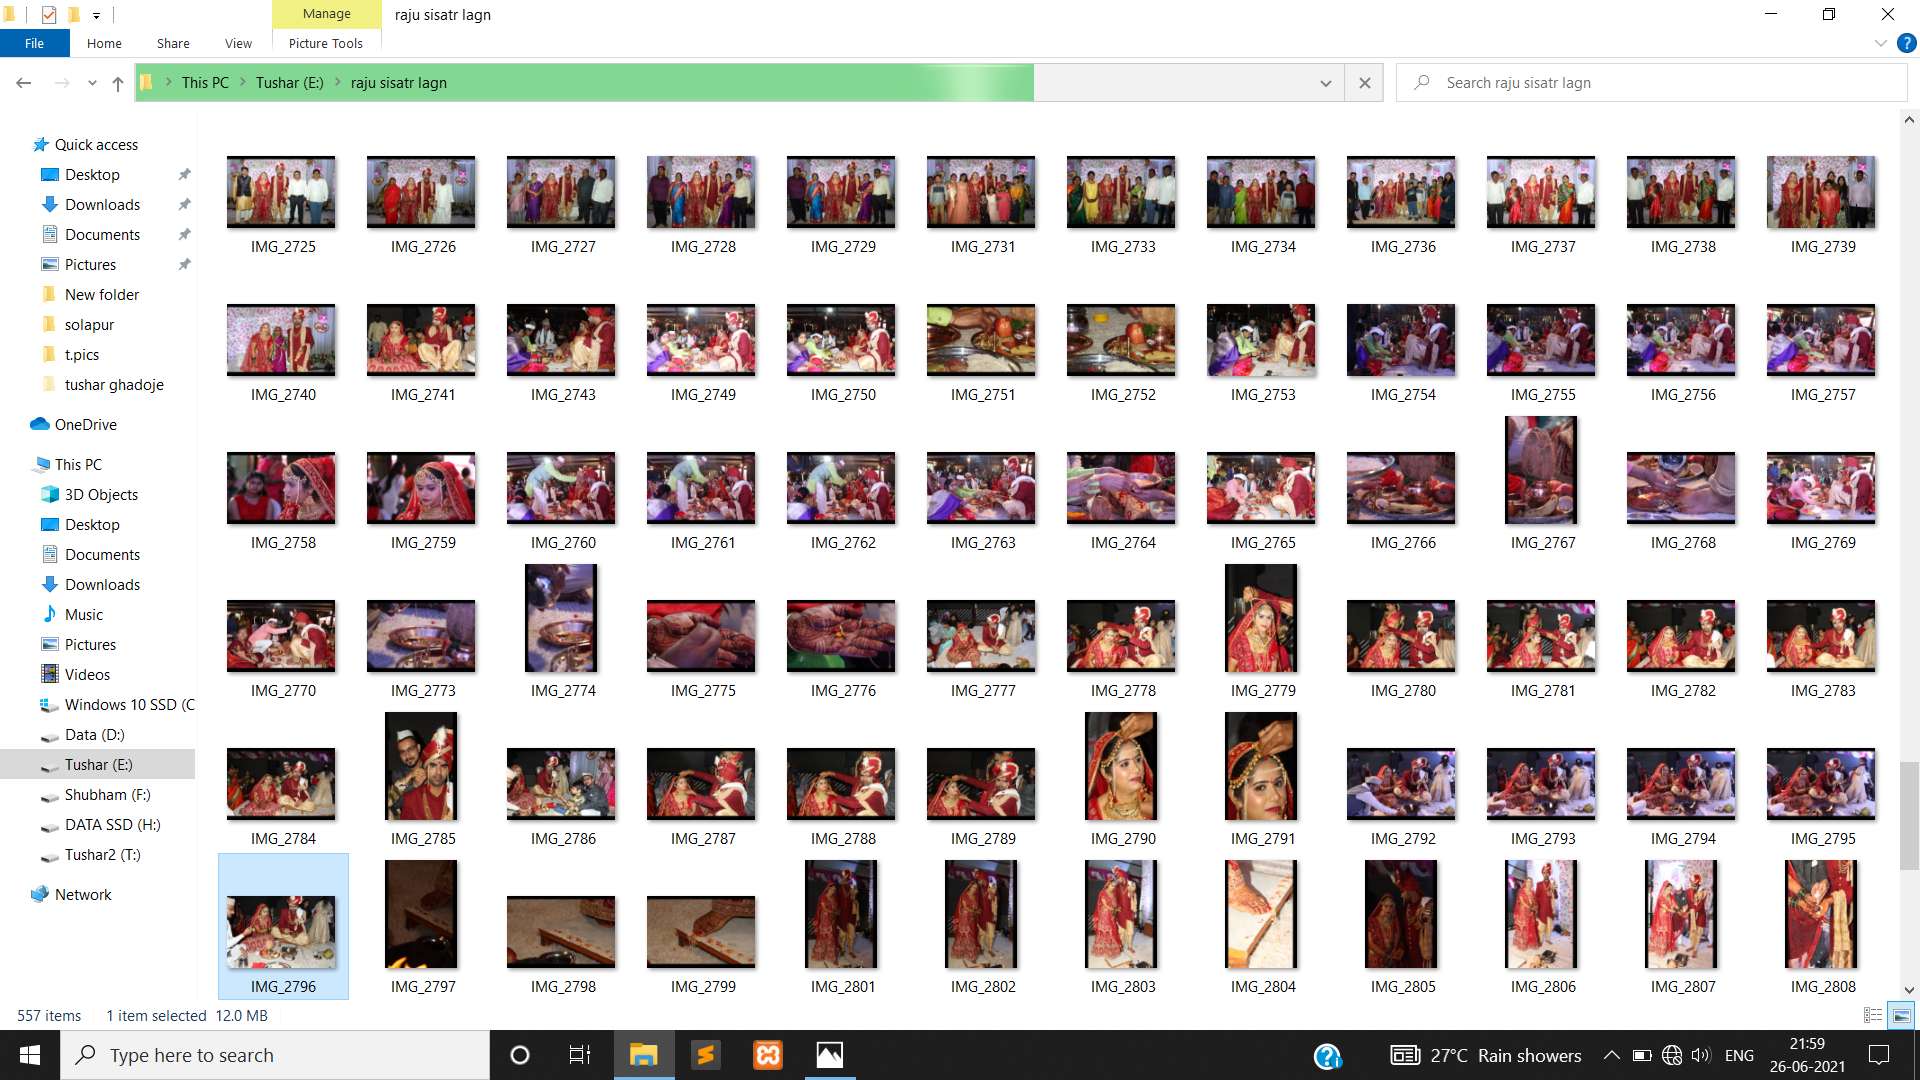 Manage
raju sisatr lagn
File
Home
Share
View
Picture Tools
This PC
Tushar (E:)
raju sisatr lagn
Search raju sisatr lagn
Quick access
Desktop
Downloads
Documents
Pictures
New folder
solapur
t.pics
tushar ghadoje
OneDrive
This PC
3D Objects
Desktop
Documents
Downloads
Music
Pictures
Videos
Windows 10 SSD (C
Data (D:)
Tushar (E:)
Shubham (F:)
DATA SSD (H:)
Tushar2 (T:)
Network
IMG_2725 IMG_2726 IMG_2727 IMG_2728 IMG_2729 IMG_2731 IMG_2733 IMG_2734 IMG_2736 IMG_2737 IMG_2738 IMG_2739
IMG_2740 IMG_2741 IMG_2743 IMG_2749 IMG_2750 IMG_2751 IMG_2752 IMG_2753 IMG_2754 IMG_2755 IMG_2756 IMG_2757
IMG_2758 IMG_2759 IMG_2760 IMG_2761 IMG_2762 IMG_2763 IMG_2764 IMG_2765 IMG_2766 IMG_2767 IMG_2768 IMG_2769
IMG_2770 IMG_2773 IMG_2774 IMG_2775 IMG_2776 IMG_2777 IMG_2778 IMG_2779 IMG_2780 IMG_2781 IMG_2782 IMG_2783
IMG_2784 IMG_2785 IMG_2786 IMG_2787 IMG_2788 IMG_2789 IMG_2790 IMG_2791 IMG_2792 IMG_2793 IMG_2794 IMG_2795
IMG_2796 IMG_2797 IMG_2798 IMG_2799 IMG_2801 IMG_2802 IMG_2803 IMG_2804 IMG_2805 IMG_2806 IMG_2807 IMG_2808
557 items 1 item selected 12.0 MB
Type here to search
27°C Rain showers
ENG
21:59
26-06-2021